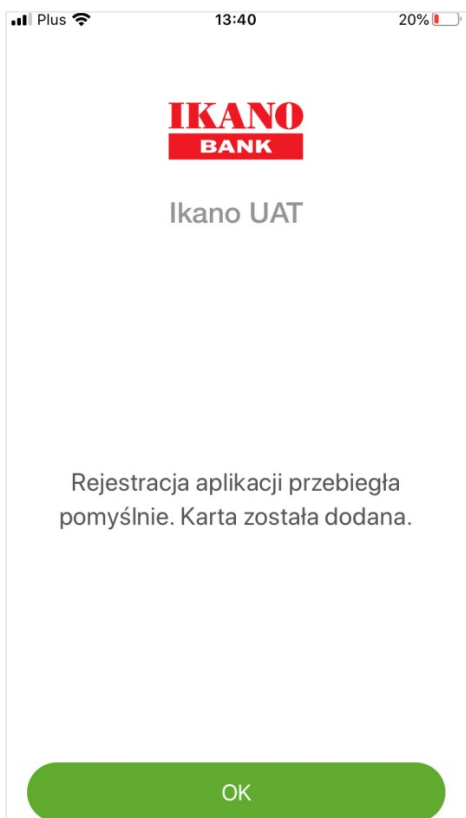 Plus 13:40 20%
IKANO
BANK
Ikano UAT
Rejestracja aplikacji przebiegła
pomyślnie. Karta została dodana.
OK